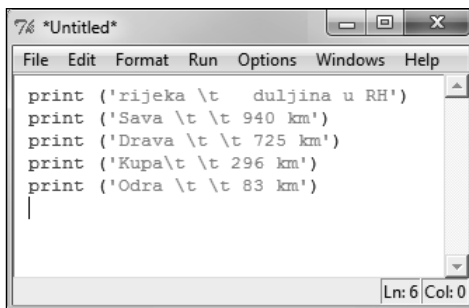 *Untitled*
File Edit Format Run Options Windows Help
print ('rijeka \t   duljina u RH')
print ('Sava \t \t 940 km')
print ('Drava \t \t 725 km')
print ('Kupa\t \t 296 km')
print ('Odra \t \t 83 km')
Ln: 6 Col: 0